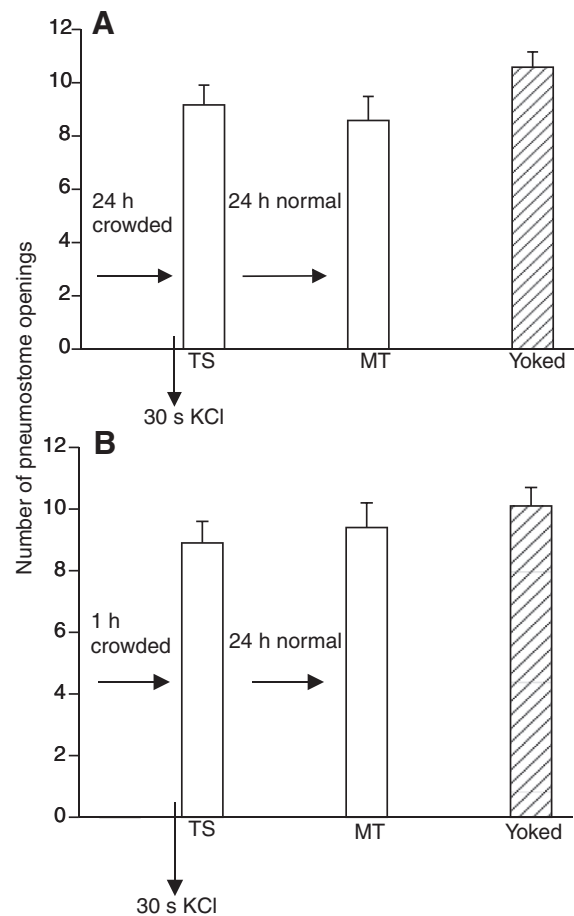 Number of pneumostome openings
A
12
10
8
6
4
2
0
24 h
crowded
24 h normal
TS
MT
Yoked
30 s KCl
B
12
10
8
6
4
2
0
1 h
crowded
24 h normal
TS
MT
Yoked
30 s KCl